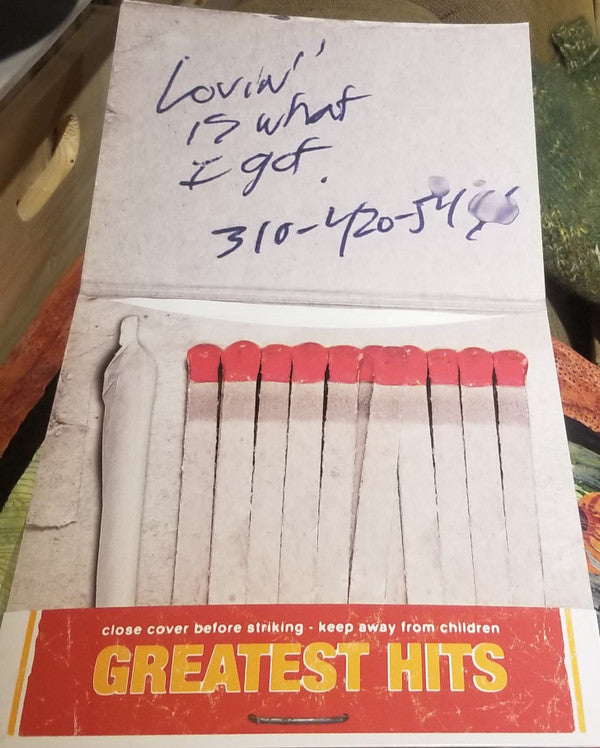 Lovin'
is what
I got.
310-420-54
close cover before striking - keep away from children
GREATEST HITS